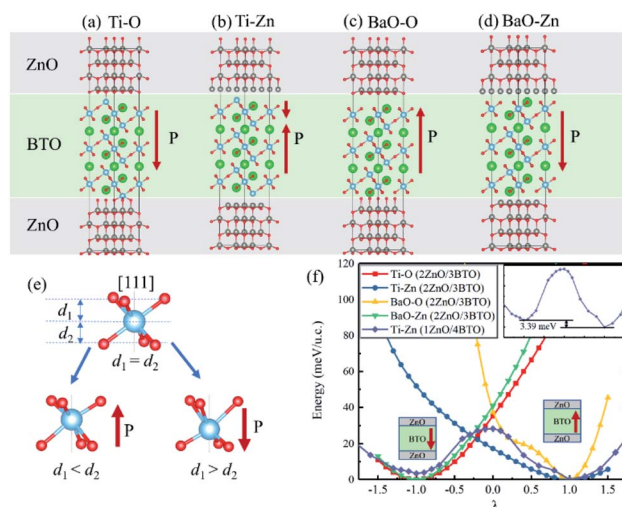 (a) Ti-O
(b) Ti-Zn
(c) BaO-O
(d) BaO-Zn
ZnO
BTO
ZnO
P
P
P
P
(e)
[111]
d1
d2
d1 = d2
P
P
d1 < d2
d1 > d2
(f)
Energy (meV/u.c.)
120
100
80
60
40
20
0
Ti-O (2ZnO/3BTO)
Ti-Zn (2ZnO/3BTO)
BaO-O (2ZnO/3BTO)
BaO-Zn (2ZnO/3BTO)
Ti-Zn (1ZnO/4BTO)
3.39 meV
ZnO
BTO
ZnO
ZnO
BTO
ZnO
-1.5 -1.0 -0.5 0.0 0.5 1.0 1.5
λ